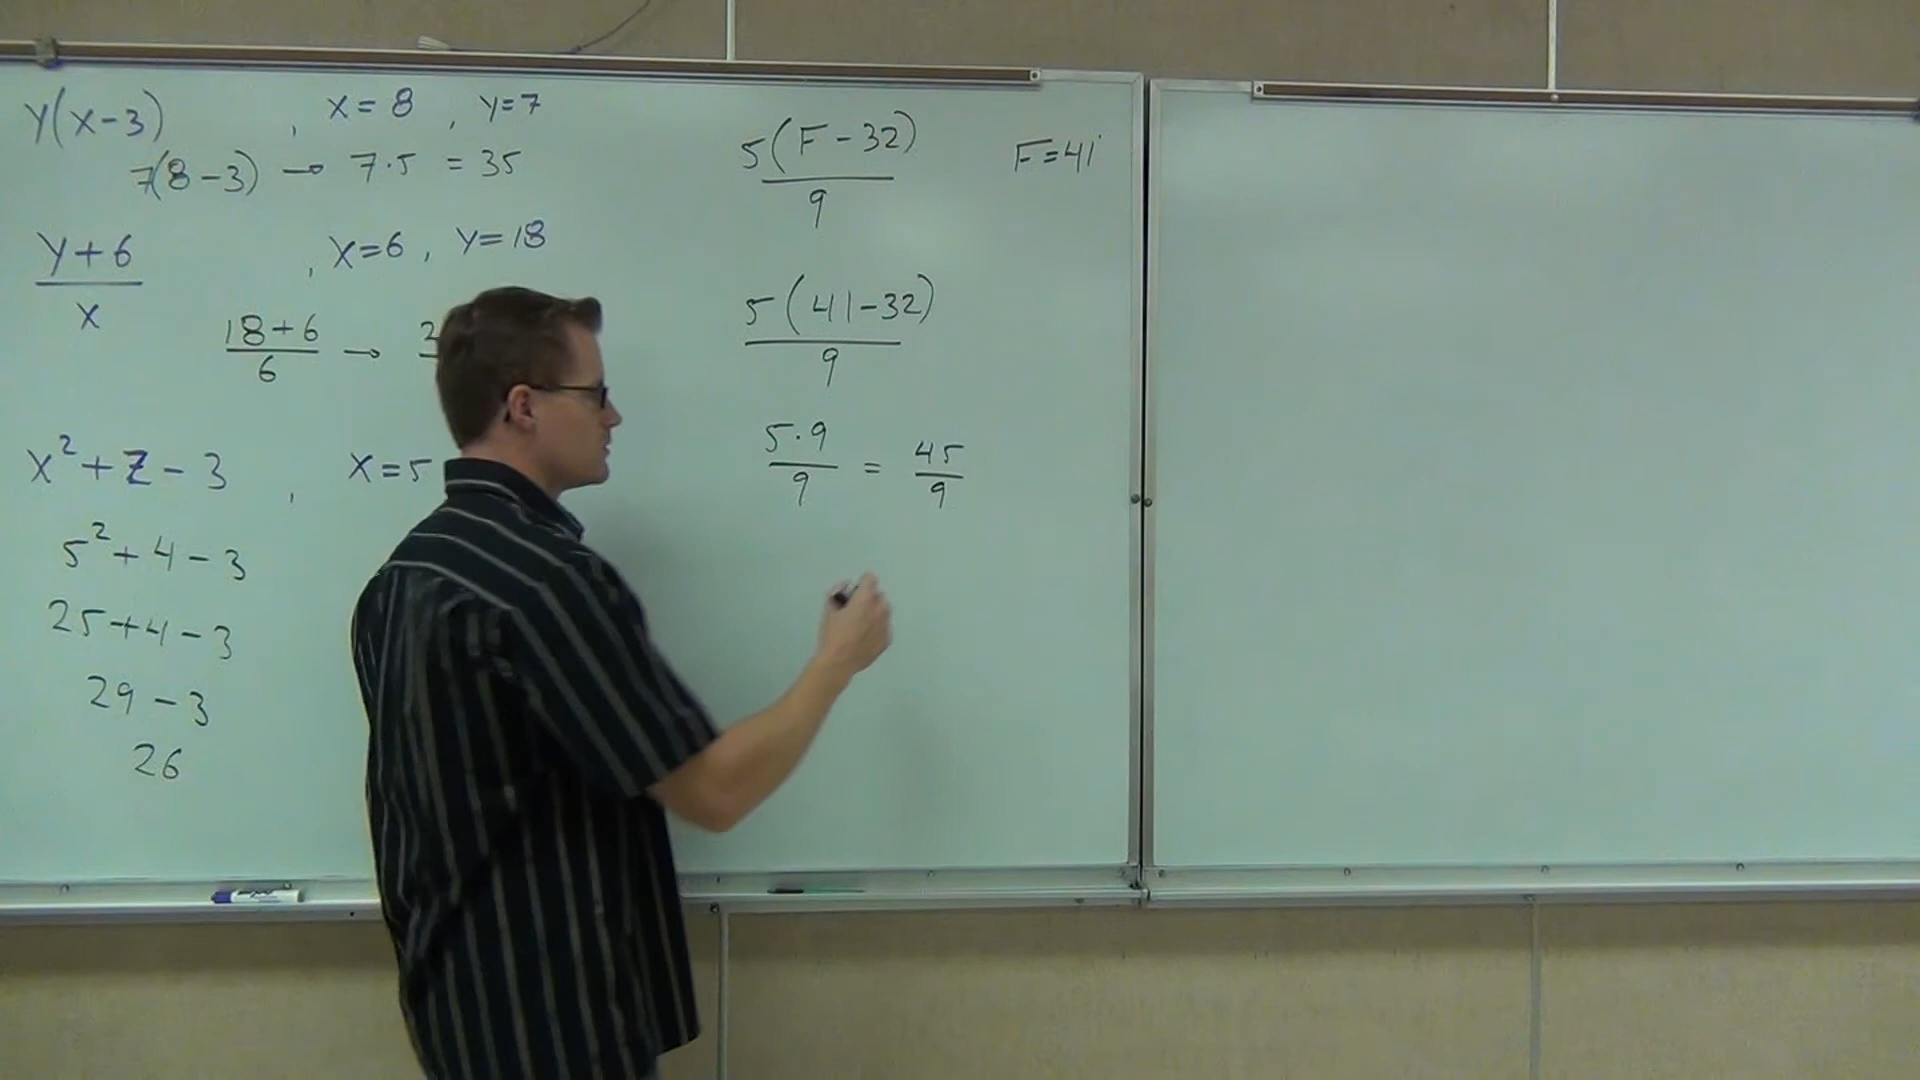 y(x-3) , x=8 , y=7
7(8-3) → 7·5 = 35
y+6 , x=6 , y=18
x
18+6 → 2
6
x²+z-3 , x=5
5²+4-3
25+4-3
29-3
26
5(F-32) F=41
9
5(41-32)
9
5·9 = 45
9 9